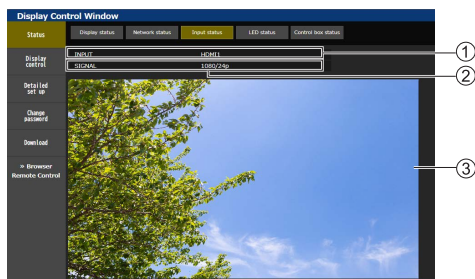 Display Control Window
Status
Display status
Network status
Input status
LED status
Control box status
INPUT HDMI1
SIGNAL 1080/24p
Display
control
Detailed
set up
Change
password
Download
» Browser
Remote Control
1
2
3